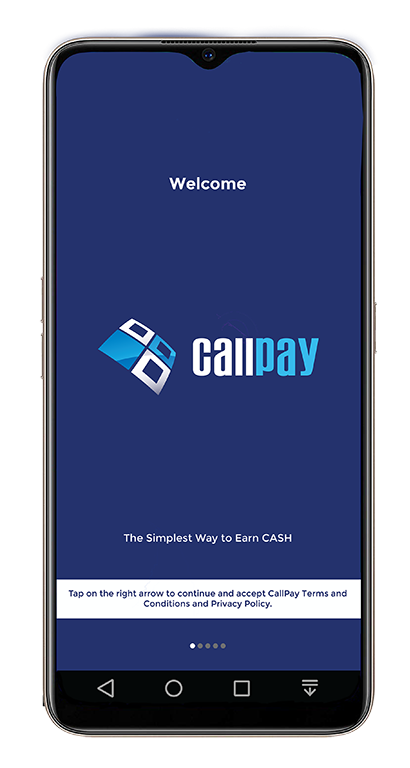 Welcome
callpay
The Simplest Way to Earn CASH
Tap on the right arrow to continue and accept CallPay Terms and
Conditions and Privacy Policy.